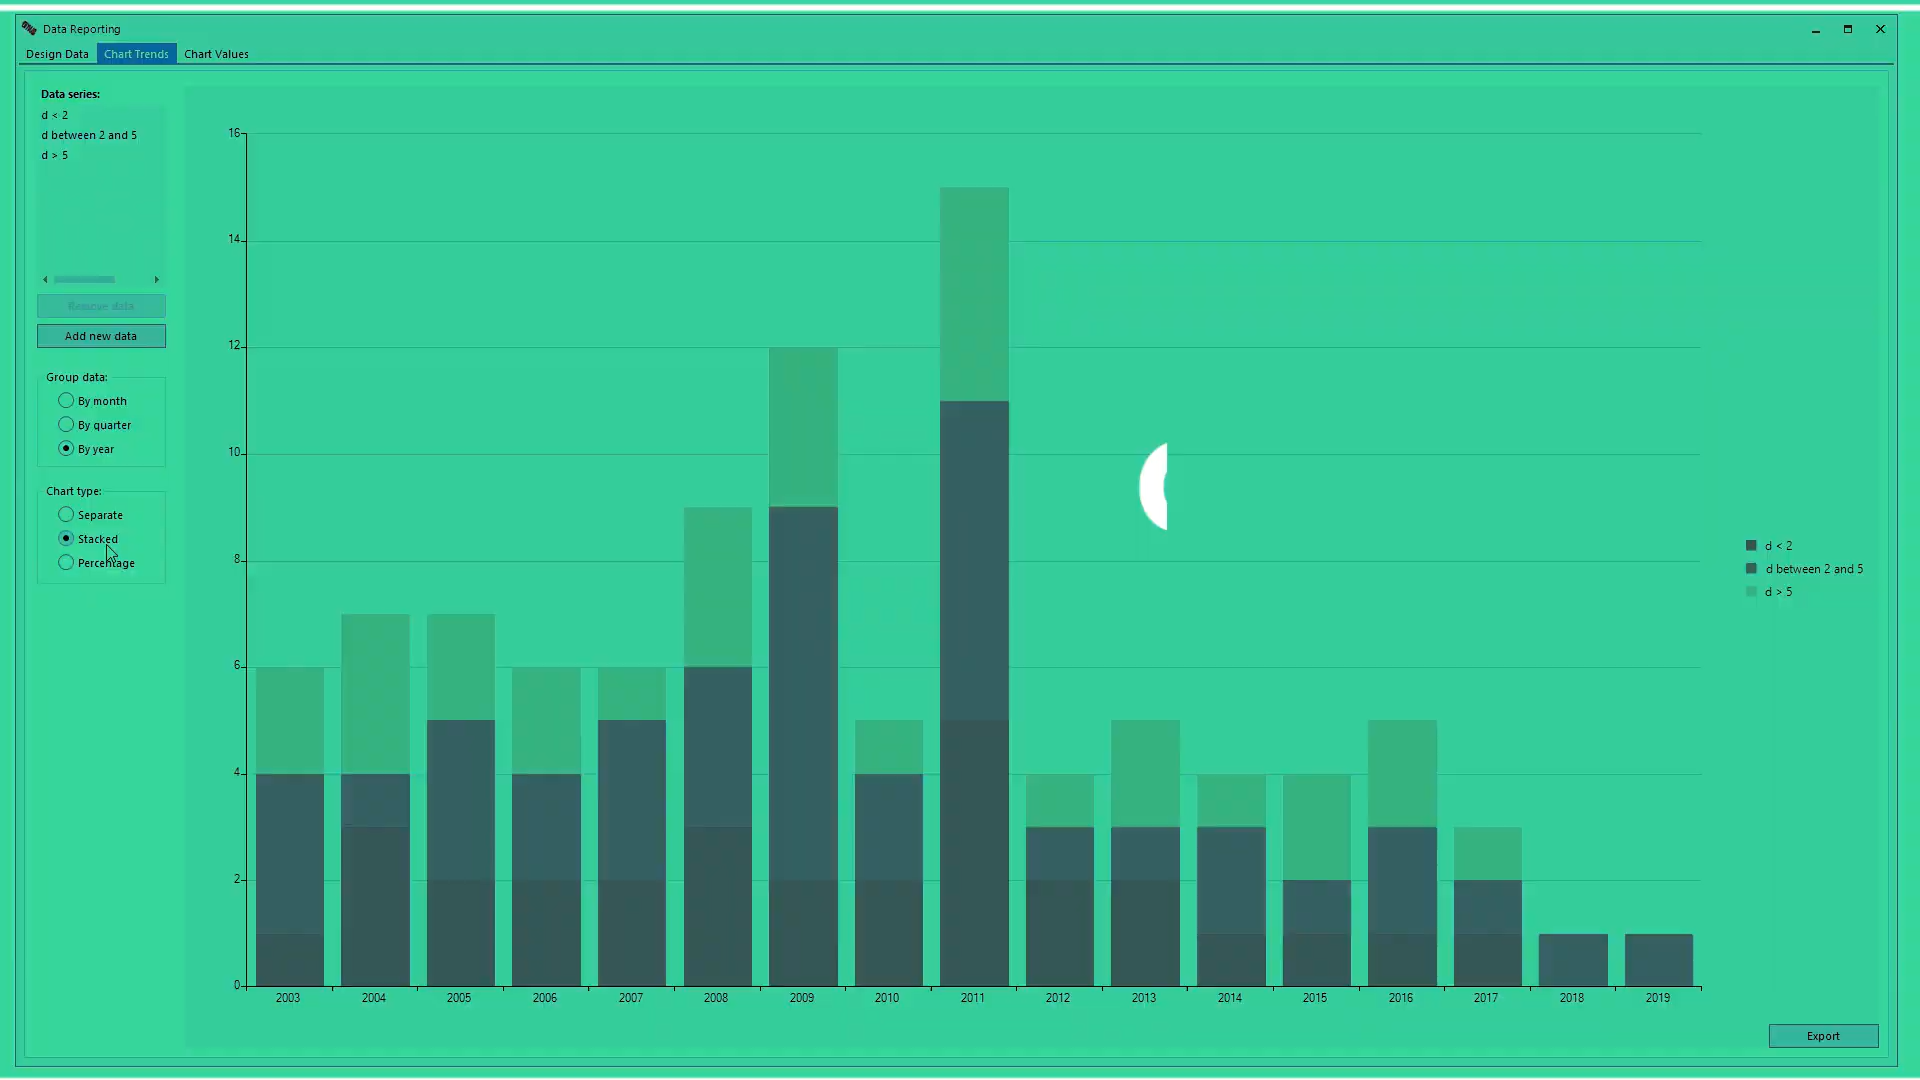 Data Reporting
Design Data Chart Trends Chart Values
Data series:
d < 2
d between 2 and 5
d > 5
Remove data
Add new data
Group data:
By month
By quarter
By year
Chart type:
Separate
Stacked
Percentage
16
14
12
10
8
6
4
2
0
2003 2004 2005 2006 2007 2008 2009 2010 2011 2012 2013 2014 2015 2016 2017 2018 2019
d < 2
d between 2 and 5
d > 5
Export